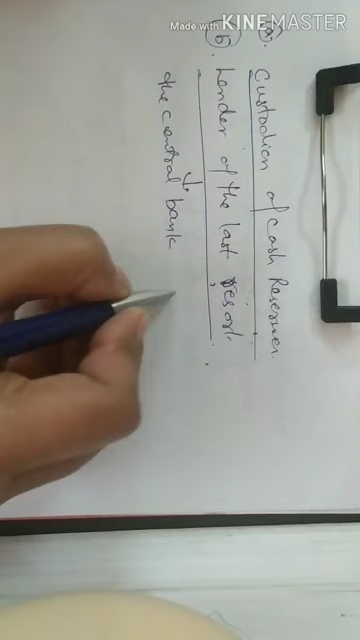 Made with KINEMASTER
(a). Custodian of cash Reserves.
(b). Lender of the last resort.
the central bank